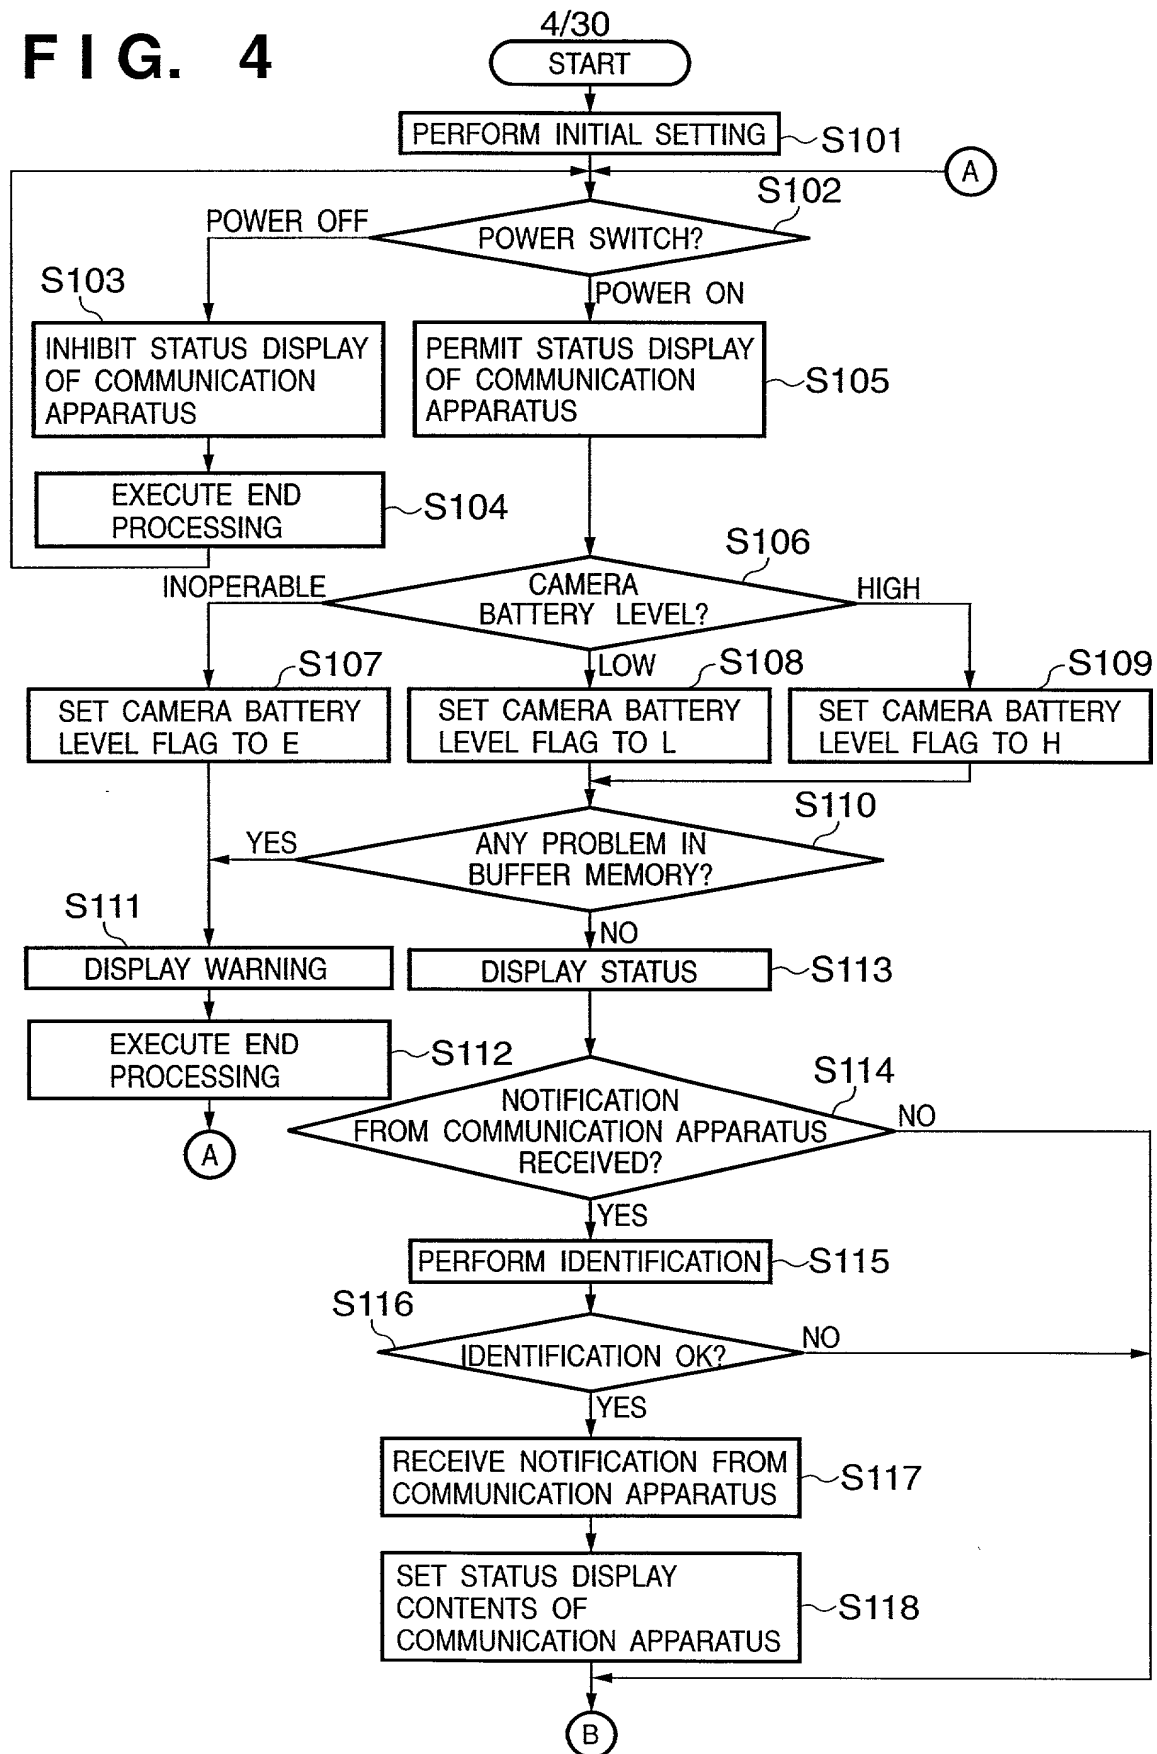 FIG. 4
4/30
START
PERFORM INITIAL SETTING
S101
A
S102
POWER OFF
POWER SWITCH?
S103
POWER ON
INHIBIT STATUS DISPLAY
OF COMMUNICATION
APPARATUS
PERMIT STATUS DISPLAY
OF COMMUNICATION
APPARATUS
S105
EXECUTE END
PROCESSING
S104
S106
INOPERABLE
CAMERA
BATTERY LEVEL?
HIGH
S107
LOW
S108
S109
SET CAMERA BATTERY
LEVEL FLAG TO E
SET CAMERA BATTERY
LEVEL FLAG TO L
SET CAMERA BATTERY
LEVEL FLAG TO H
S110
YES
ANY PROBLEM IN
BUFFER MEMORY?
S111
NO
DISPLAY WARNING
DISPLAY STATUS
S113
EXECUTE END
PROCESSING
S112
S114
NOTIFICATION
FROM COMMUNICATION APPARATUS
RECEIVED?
NO
A
YES
PERFORM IDENTIFICATION
S115
S116
IDENTIFICATION OK?
NO
YES
RECEIVE NOTIFICATION FROM
COMMUNICATION APPARATUS
S117
SET STATUS DISPLAY
CONTENTS OF
COMMUNICATION APPARATUS
S118
B